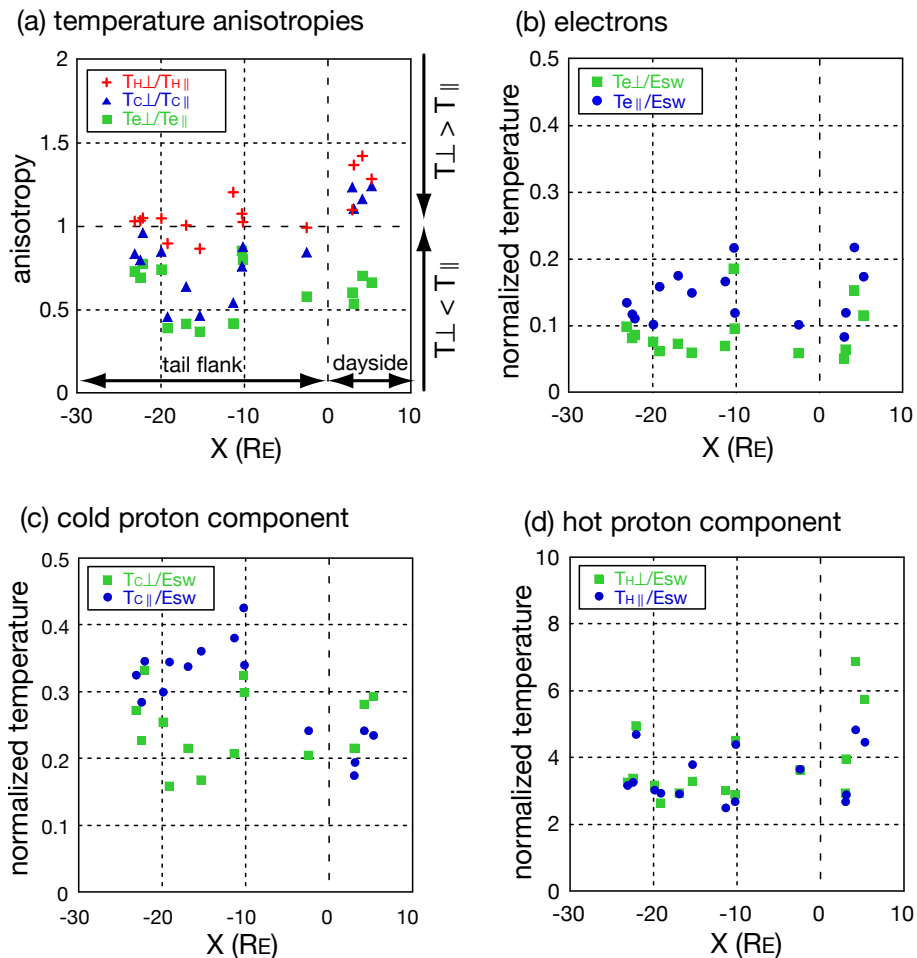 (a) temperature anisotropies
2
1.5
1
0.5
0
anisotropy
TH⊥/TH∥
TC⊥/TC∥
Te⊥/Te∥
T⊥ > T∥
T⊥ < T∥
tail flank
dayside
-30 -20 -10 0 10
X (RE)
(b) electrons
0.5
0.4
0.3
0.2
0.1
0
normalized temperature
Te⊥/Esw
Te∥/Esw
-30 -20 -10 0 10
X (RE)
(c) cold proton component
0.5
0.4
0.3
0.2
0.1
0
normalized temperature
TC⊥/Esw
TC∥/Esw
-30 -20 -10 0 10
X (RE)
(d) hot proton component
10
8
6
4
2
0
normalized temperature
TH⊥/Esw
TH∥/Esw
-30 -20 -10 0 10
X (RE)